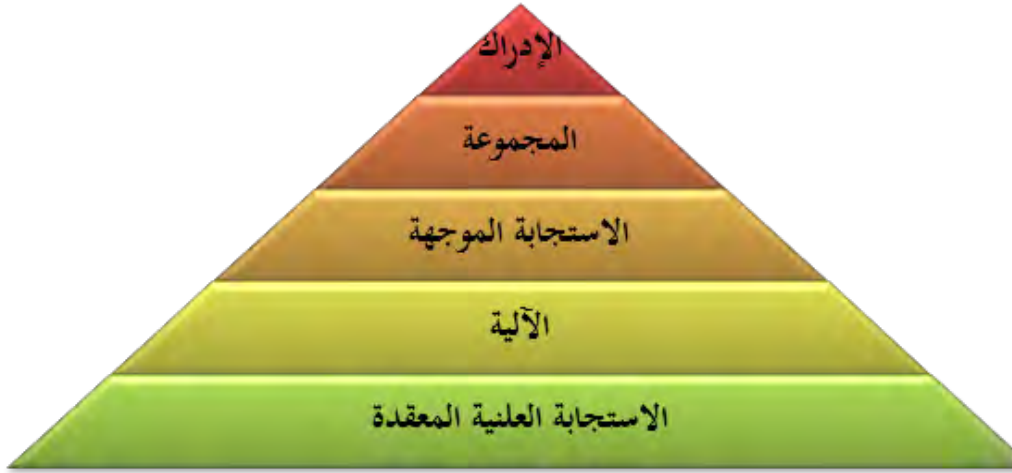 الإدراك
المجموعة
الاستجابة الموجهة
الآلية
الاستجابة العلنية المعقدة